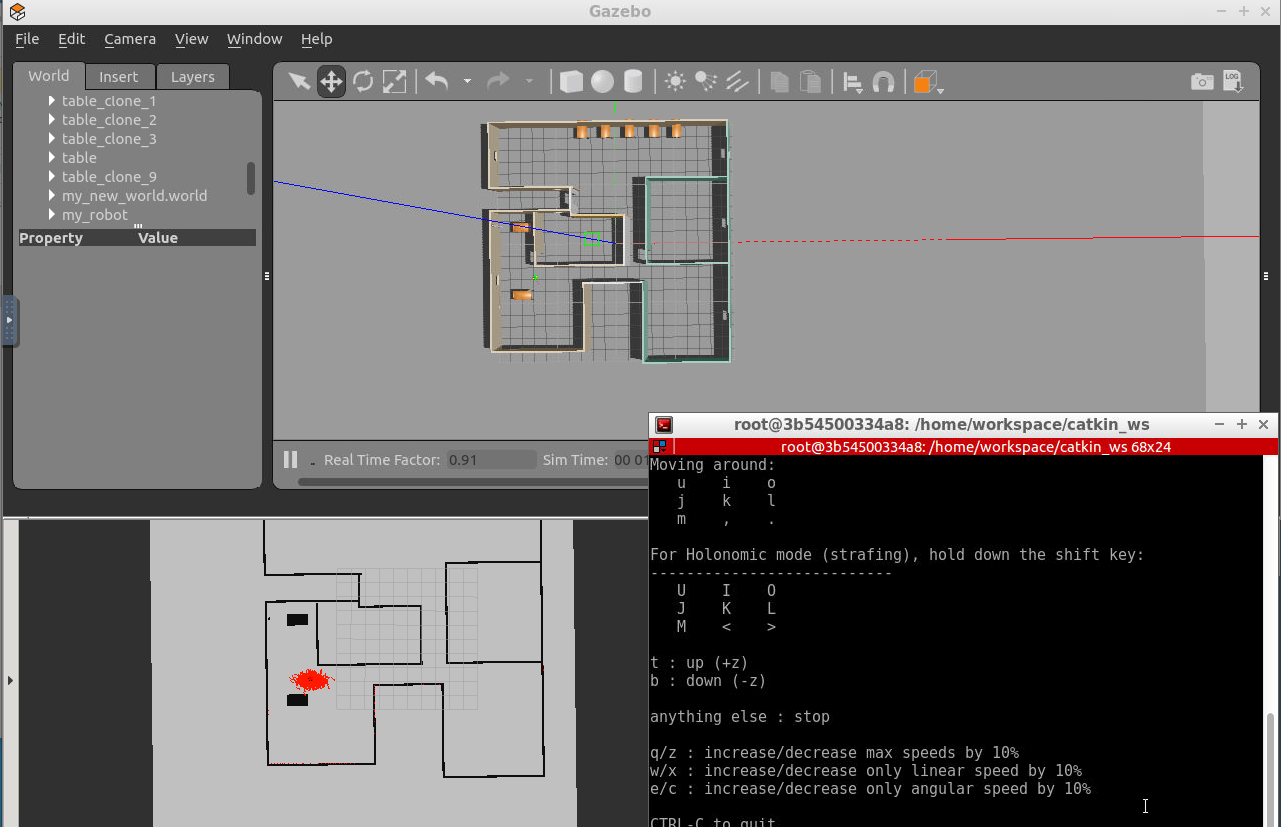 Gazebo
File Edit Camera View Window Help
World Insert Layers
LOG
table_clone_1
table_clone_2
table_clone_3
table
table_clone_9
my_new_world.world
my_robot
Property Value
Real Time Factor: 0.91 Sim Time: 00 01
root@3b54500334a8: /home/workspace/catkin_ws
root@3b54500334a8: /home/workspace/catkin_ws 68x24
Moving around:
u i o
j k l
m , .
For Holonomic mode (strafing), hold down the shift key:
---------------------------
U I O
J K L
M < >
t : up (+z)
b : down (-z)
anything else : stop
q/z : increase/decrease max speeds by 10%
w/x : increase/decrease only linear speed by 10%
e/c : increase/decrease only angular speed by 10%
CTRL-C to quit